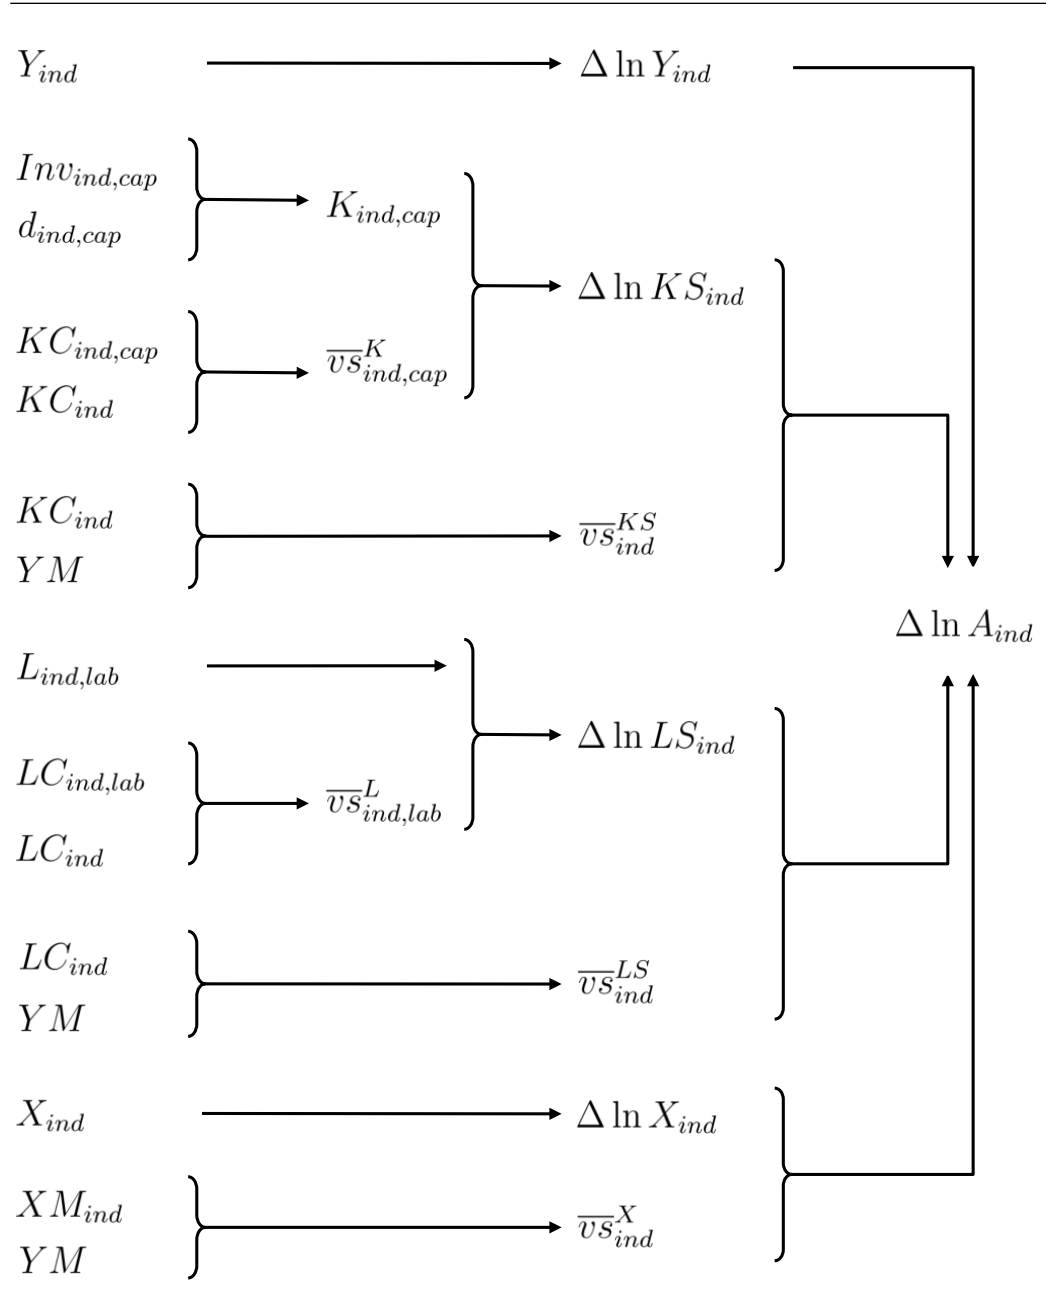 Y_{ind} Δ ln Y_{ind}
Inv_{ind,cap}
K_{ind,cap}
d_{ind,cap}
Δ ln KS_{ind}
KC_{ind,cap} \overline{vs}^{K}_{ind,cap}
KC_{ind}
KC_{ind}
\overline{vs}^{KS}_{ind}
YM
Δ ln A_{ind}
L_{ind,lab}
Δ ln LS_{ind}
LC_{ind,lab}
\overline{vs}^{L}_{ind,lab}
LC_{ind}
LC_{ind}
\overline{vs}^{LS}_{ind}
YM
X_{ind} Δ ln X_{ind}
XM_{ind}
\overline{vs}^{X}_{ind}
YM